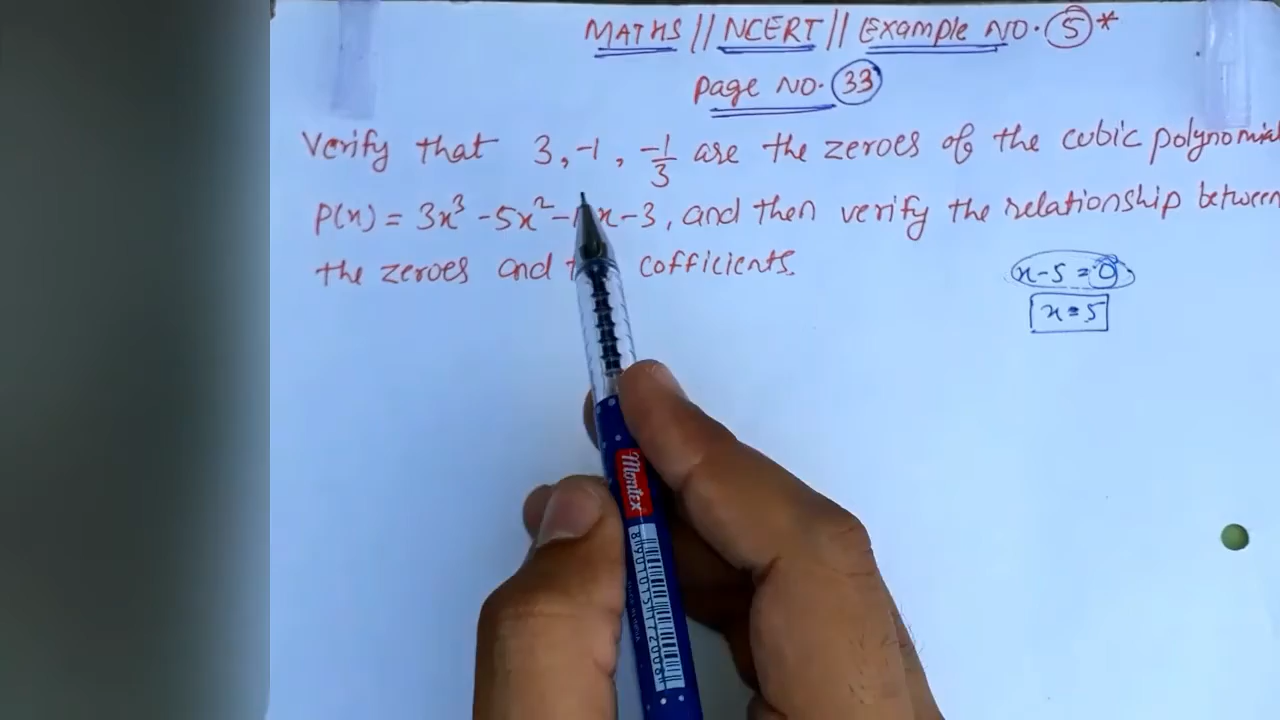 MATHS // NCERT // Example NO. 5*
Page NO. 33
Verify that 3, -1, -1/3 are the zeroes of the cubic polynomial
P(x) = 3x³ -5x² - x -3, and then verify the relationship between
the zeroes and cofficients.
x-5 = 0
x = 5
Montex